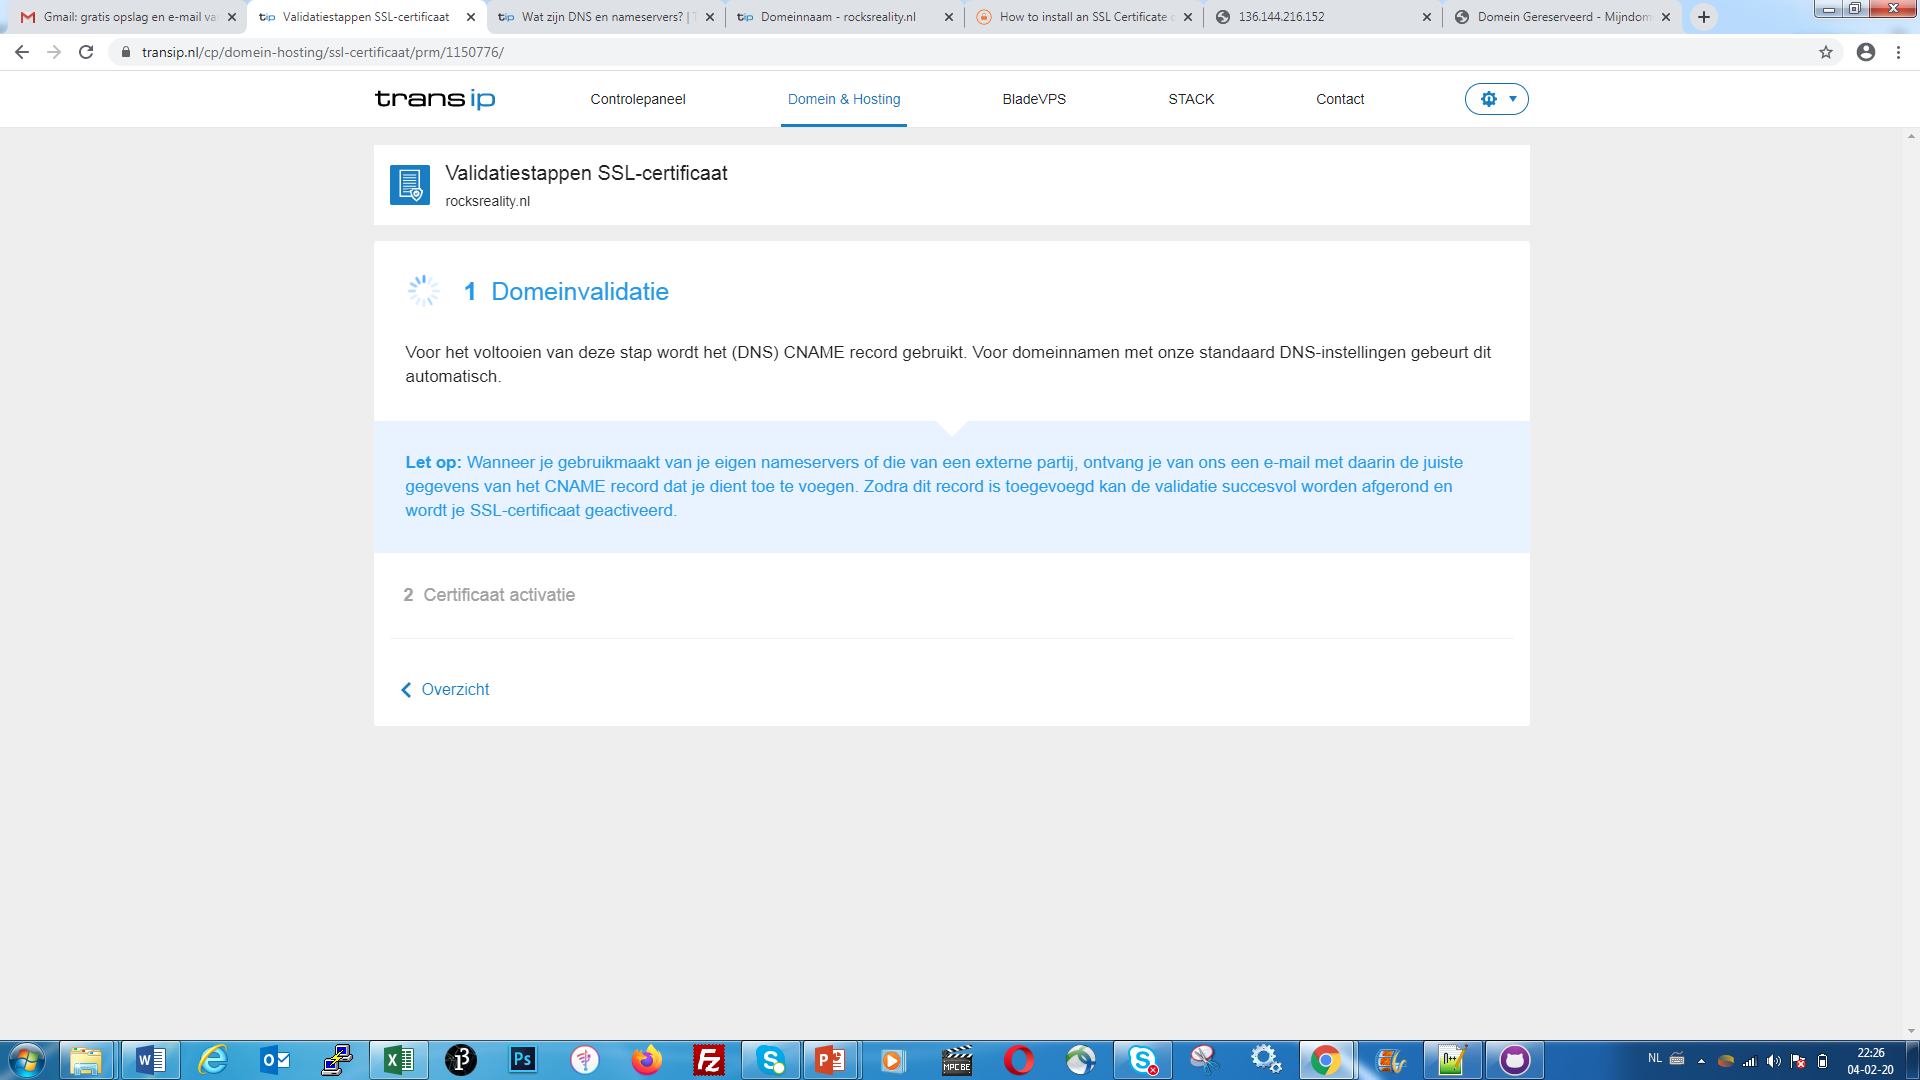 Gmail: gratis opslag en e-mail va
tip Validatiestappen SSL-certificaat
tip Wat zijn DNS en nameservers? |
tip Domeinnaam - rocksreality.nl
How to install an SSL Certificate
136.144.216.152
Domein Gereserveerd - Mijndom
transip.nl/cp/domein-hosting/ssl-certificaat/prm/1150776/
transip
Controlepaneel
Domein & Hosting
BladeVPS
STACK
Contact
Validatiestappen SSL-certificaat
rocksreality.nl
1 Domeinvalidatie
Voor het voltooien van deze stap wordt het (DNS) CNAME record gebruikt. Voor domeinnamen met onze standaard DNS-instellingen gebeurt dit
automatisch.
Let op: Wanneer je gebruikmaakt van je eigen nameservers of die van een externe partij, ontvang je van ons een e-mail met daarin de juiste
gegevens van het CNAME record dat je dient toe te voegen. Zodra dit record is toegevoegd kan de validatie succesvol worden afgerond en
wordt je SSL-certificaat geactiveerd.
2 Certificaat activatie
Overzicht
NL
22:26
04-02-20